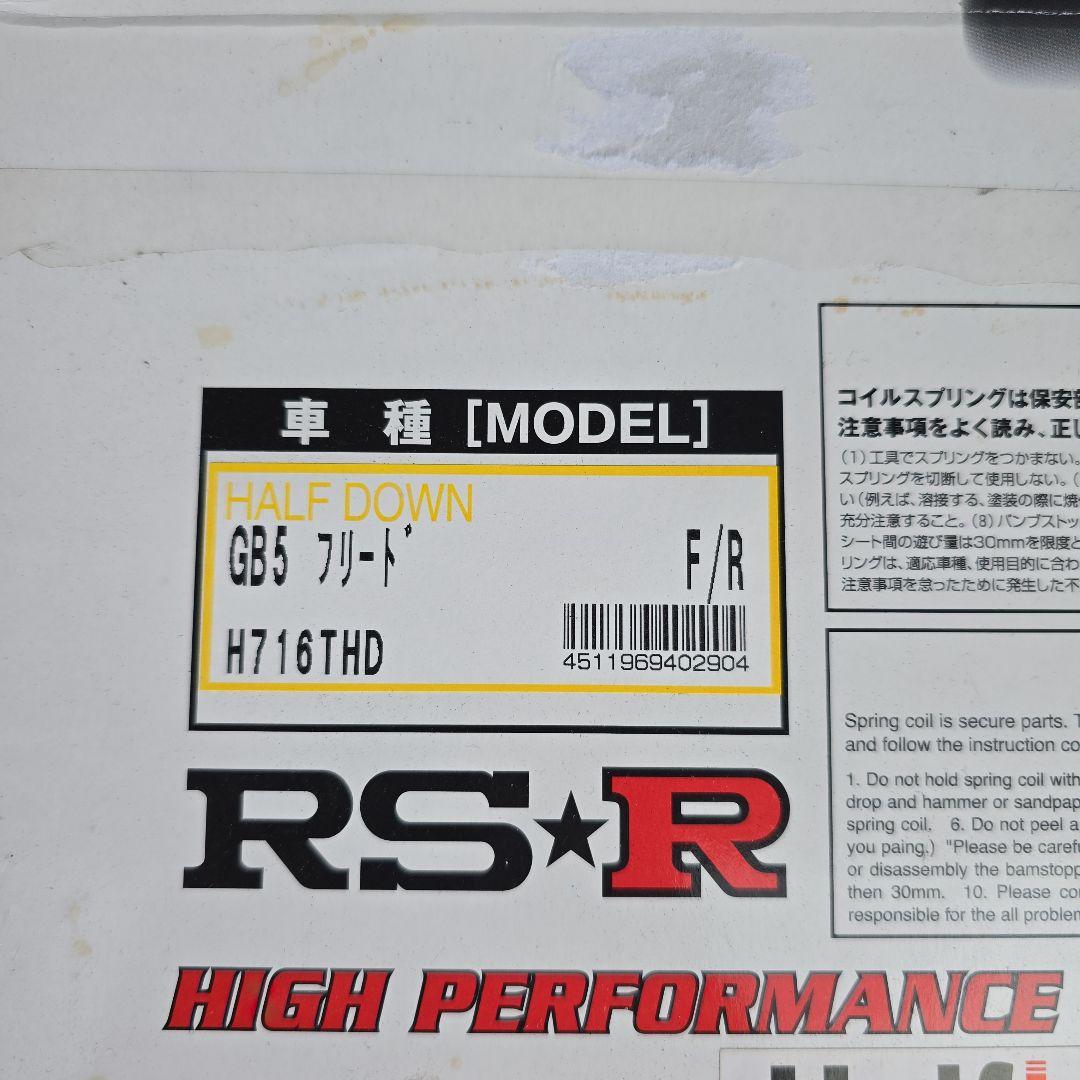 車 種 [MODEL]
HALF DOWN
GB5 フリード F/R
H716THD
4511969402904
RS★R
HIGH PERFORMANCE
コイルスプリングは保安
注意事項をよく読み、正し
(1)工具でスプリングをつかまない。
スプリングを切断して使用しない。(
い(例えば、溶接する、塗装の際に焼
充分注意すること。(8)バンプストッ
シート間の遊び量は30mmを限度と
リングは、適応車種、使用目的に合わ
注意事項を怠ったために発生した不
Spring coil is secure parts.
and follow the instruction co
1. Do not hold spring coil with
drop and hammer or sandpap
spring coil. 6. Do not peel a
you paing.) "Please be carefu
or disassembly the bamstopp
then 30mm. 10. Please con
responsible for the all problem